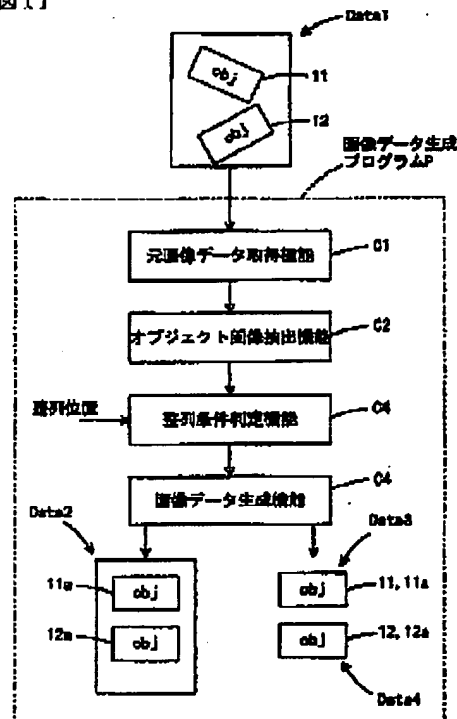 図1]
Data1
obj
11
obj
12
画像データ生成
プログラムP
元画像データ取得機能
C1
オブジェクト画像抽出機能
C2
整列位置
整列条件判定機能
C4
画像データ生成機能
C4
Data2
Data3
11a
obj
obj
11,11a
12a
obj
obj
12,12a
Data4